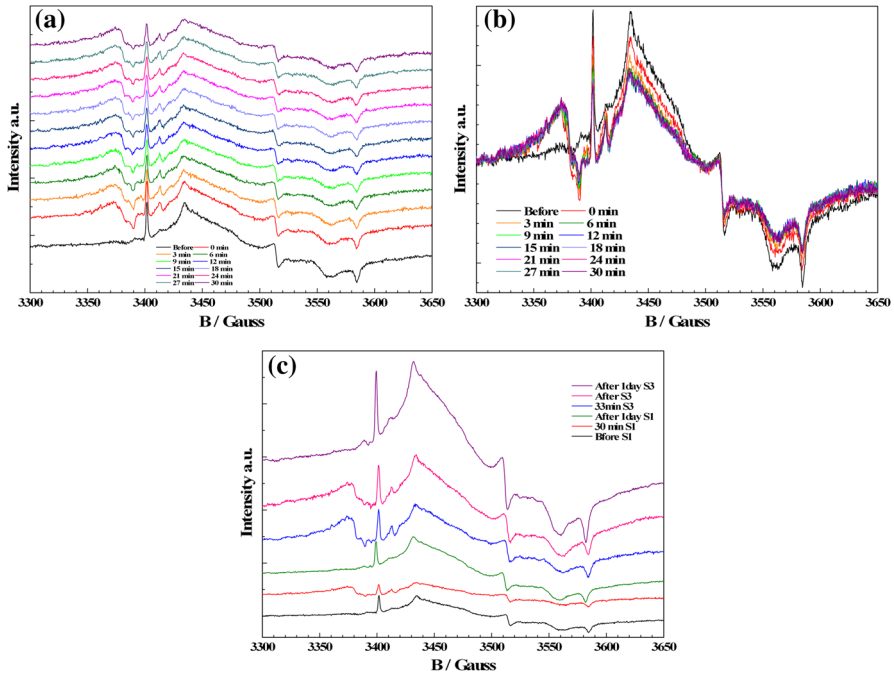 (a)
Intensity a.u.
Before 0 min
3 min 6 min
9 min 12 min
15 min 18 min
21 min 24 min
27 min 30 min
3300 3350 3400 3450 3500 3550 3600 3650
B / Gauss
(b)
Intensity a.u.
Before 0 min
3 min 6 min
9 min 12 min
15 min 18 min
21 min 24 min
27 min 30 min
3300 3350 3400 3450 3500 3550 3600 3650
B / Gauss
(c)
Intensity a.u.
After 1day S3
After S3
33min S3
After 1day S1
30 min S1
Bfore S1
3300 3350 3400 3450 3500 3550 3600 3650
B / Gauss